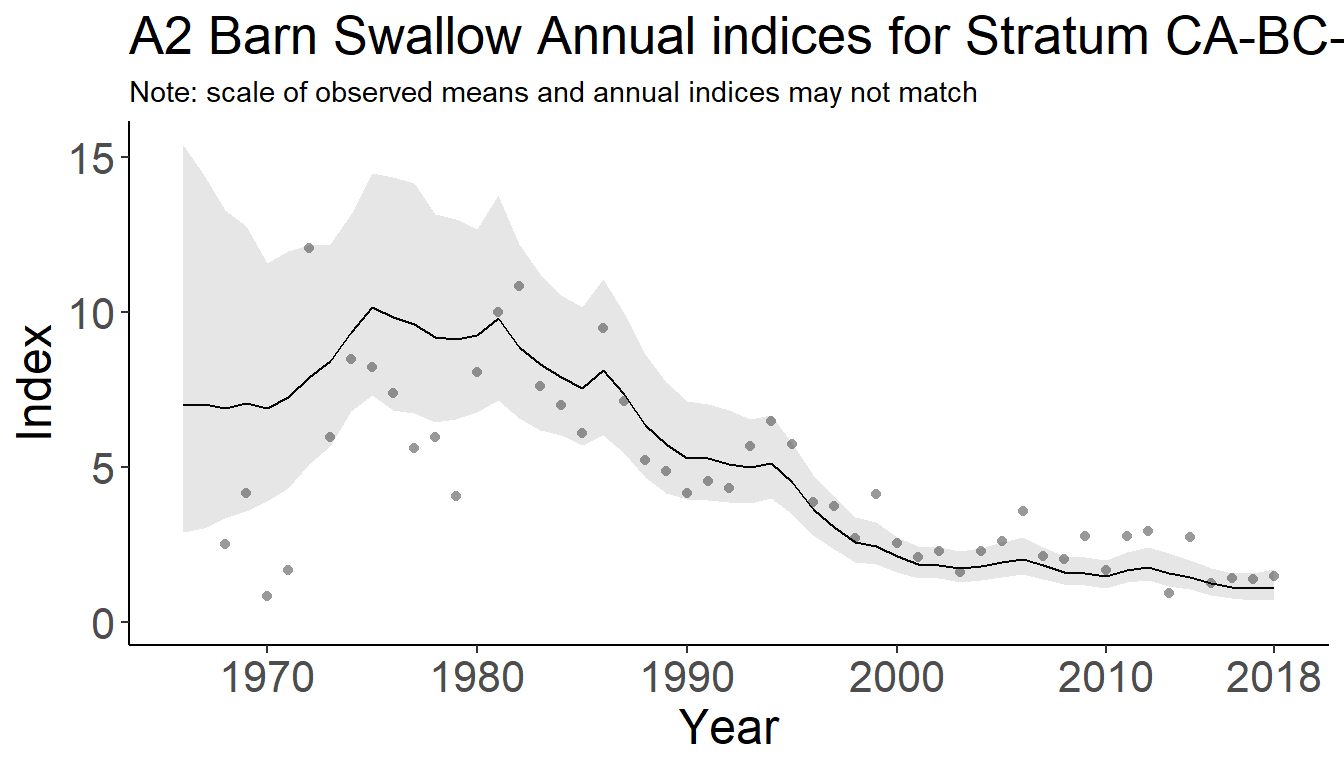 A2 Barn Swallow Annual indices for Stratum CA-BC-
Note: scale of observed means and annual indices may not match
15
10
5
0
Index
1970 1980 1990 2000 2010 2018
Year